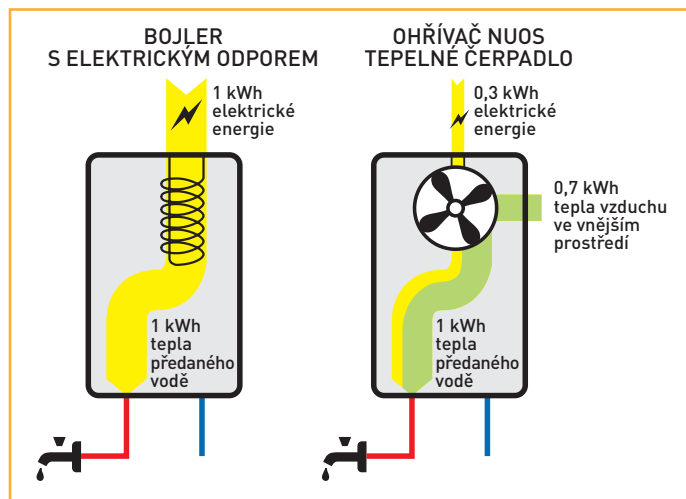 BOJLER
S ELEKTRICKÝM ODPOREM
1 kWh
elektrické
energie
1 kWh
tepla
předaného
vodě
OHŘÍVAČ NUOS
TEPELNÉ ČERPADLO
0,3 kWh
elektrické
energie
0,7 kWh
tepla vzduchu
ve vnějším
prostředí
1 kWh
tepla
předaného
vodě